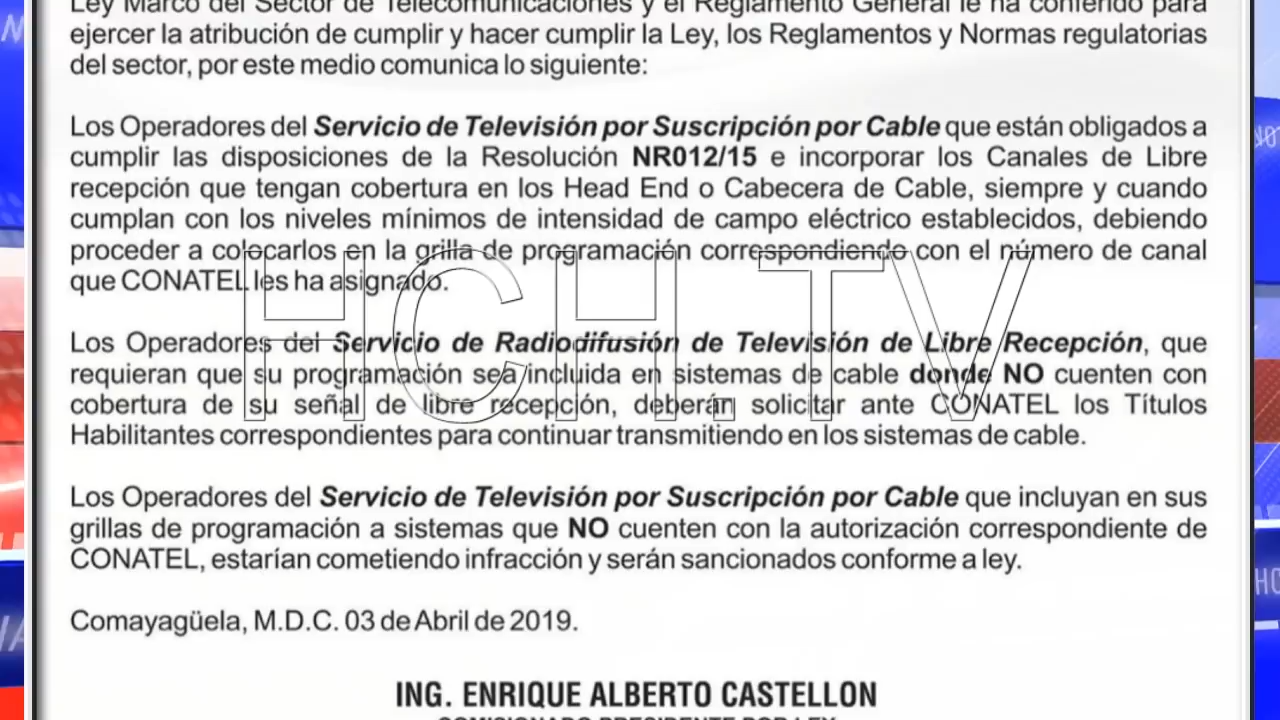 Ley Marco del Sector de Telecomunicaciones y el Reglamento General le ha conferido para
ejercer la atribución de cumplir y hacer cumplir la Ley, los Reglamentos y Normas regulatorias
del sector, por este medio comunica lo siguiente:
Los Operadores del Servicio de Televisión por Suscripción por Cable que están obligados a
cumplir las disposiciones de la Resolución NR012/15 e incorporar los Canales de Libre
recepción que tengan cobertura en los Head End o Cabecera de Cable, siempre y cuando
cumplan con los niveles mínimos de intensidad de campo eléctrico establecidos, debiendo
proceder a colocarlos en la grilla de programación correspondiendo con el número de canal
que CONATEL les ha asignado.
HCH.TV
Los Operadores del Servicio de Radiodifusión de Televisión de Libre Recepción, que
requieran que su programación sea incluida en sistemas de cable donde NO cuenten con
cobertura de su señal de libre recepción, deberán solicitar ante CONATEL los Títulos
Habilitantes correspondientes para continuar transmitiendo en los sistemas de cable.
Los Operadores del Servicio de Televisión por Suscripción por Cable que incluyan en sus
grillas de programación a sistemas que NO cuenten con la autorización correspondiente de
CONATEL, estarían cometiendo infracción y serán sancionados conforme a ley.
Comayagüela, M.D.C. 03 de Abril de 2019.
ING. ENRIQUE ALBERTO CASTELLON
COMISIONADO PRESIDENTE POR LEY